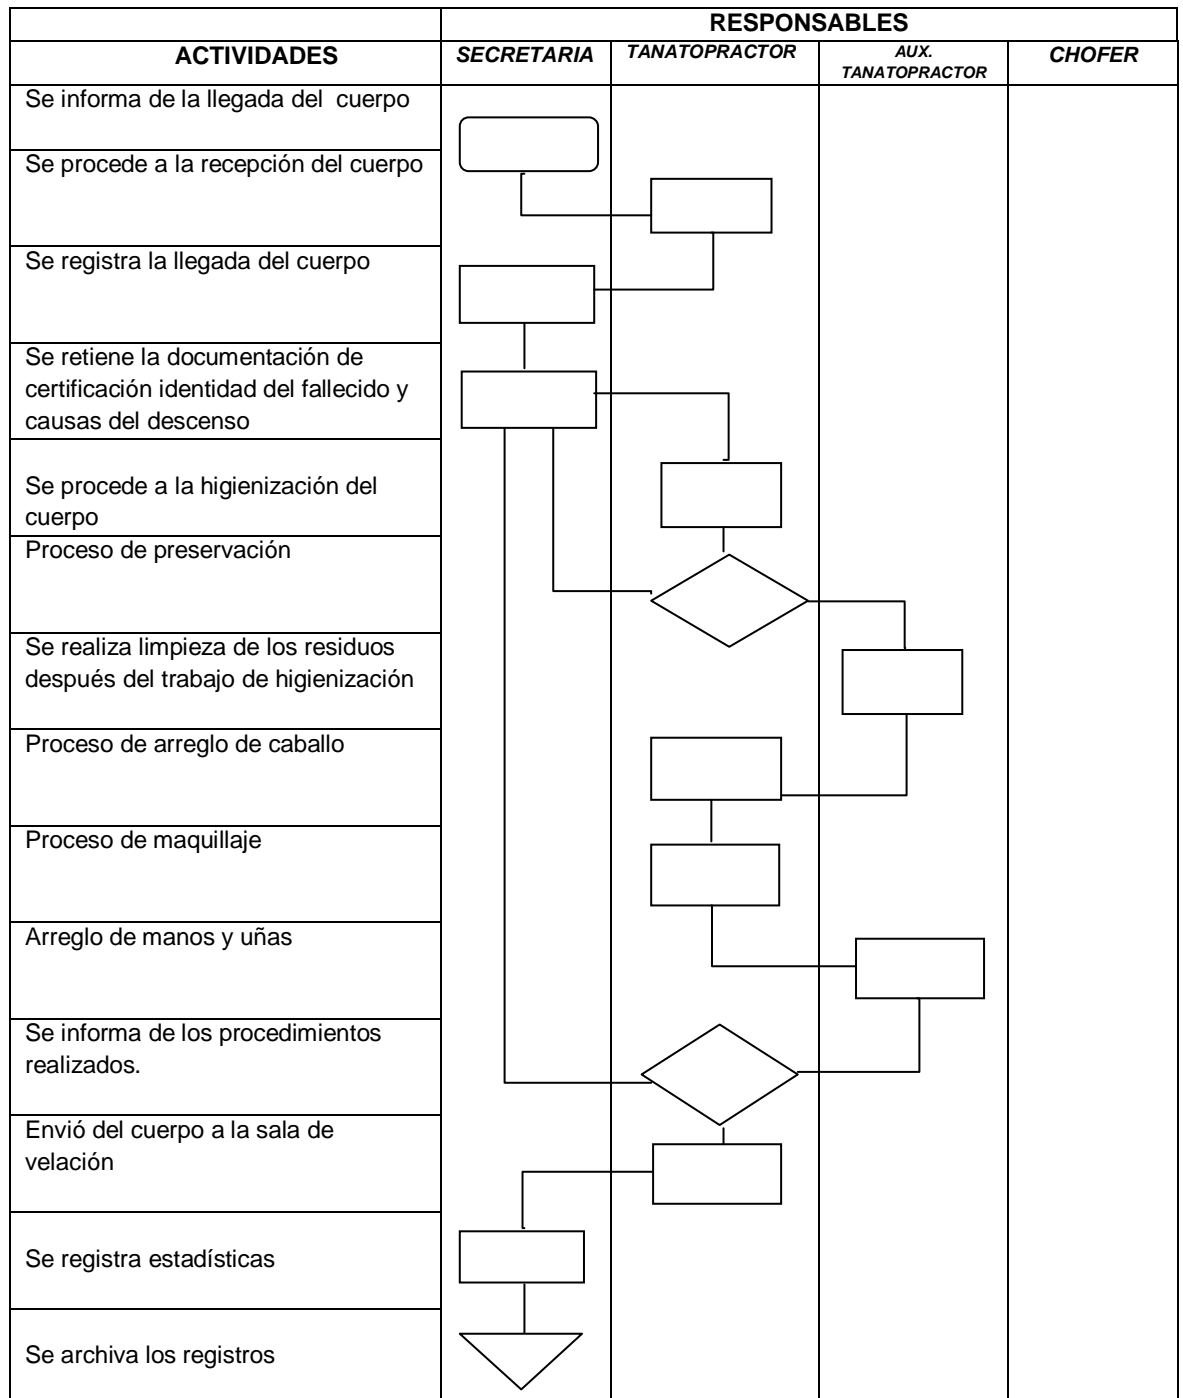 RESPONSABLES
ACTIVIDADES
SECRETARIA
TANATOPRACTOR
AUX.
TANATOPRACTOR
CHOFER
Se informa de la llegada del cuerpo
Se procede a la recepción del cuerpo
Se registra la llegada del cuerpo
Se retiene la documentación de
certificación identidad del fallecido y
causas del descenso
Se procede a la higienización del
cuerpo
Proceso de preservación
Se realiza limpieza de los residuos
después del trabajo de higienización
Proceso de arreglo de caballo
Proceso de maquillaje
Arreglo de manos y uñas
Se informa de los procedimientos
realizados.
Envió del cuerpo a la sala de
velación
Se registra estadísticas
Se archiva los registros